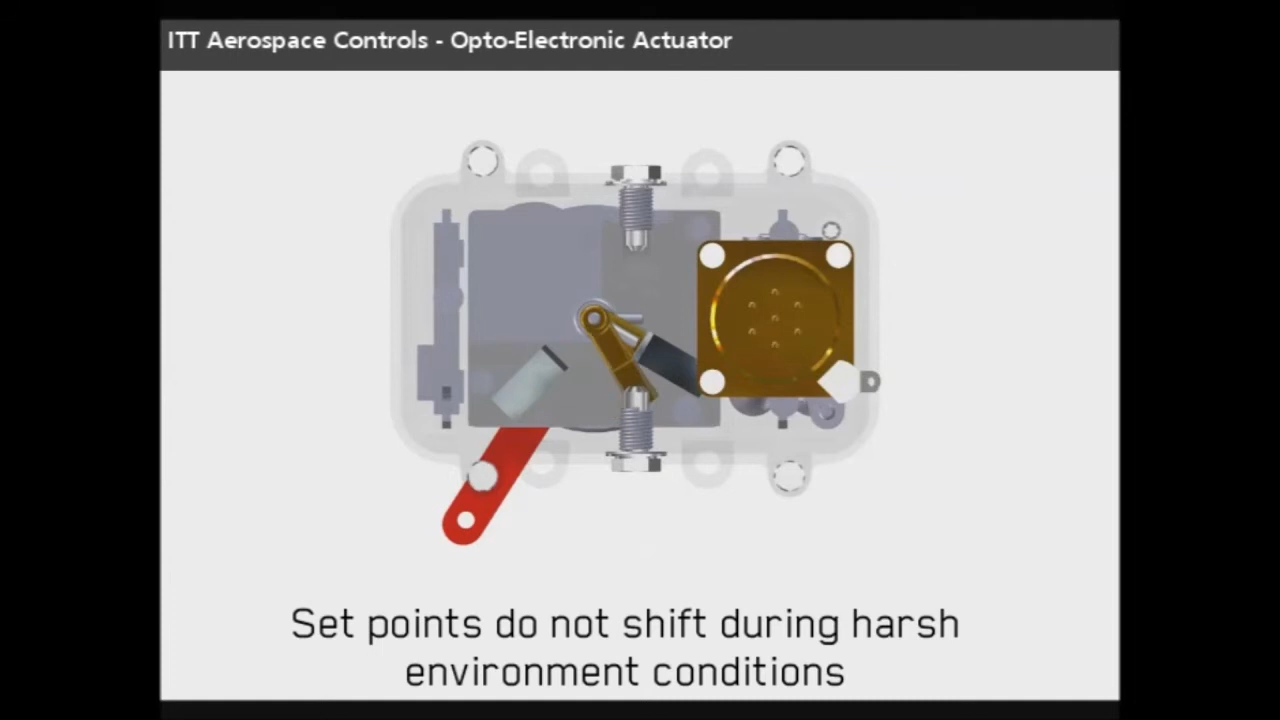 ITT Aerospace Controls - Opto-Electronic Actuator
Set points do not shift during harsh
environment conditions